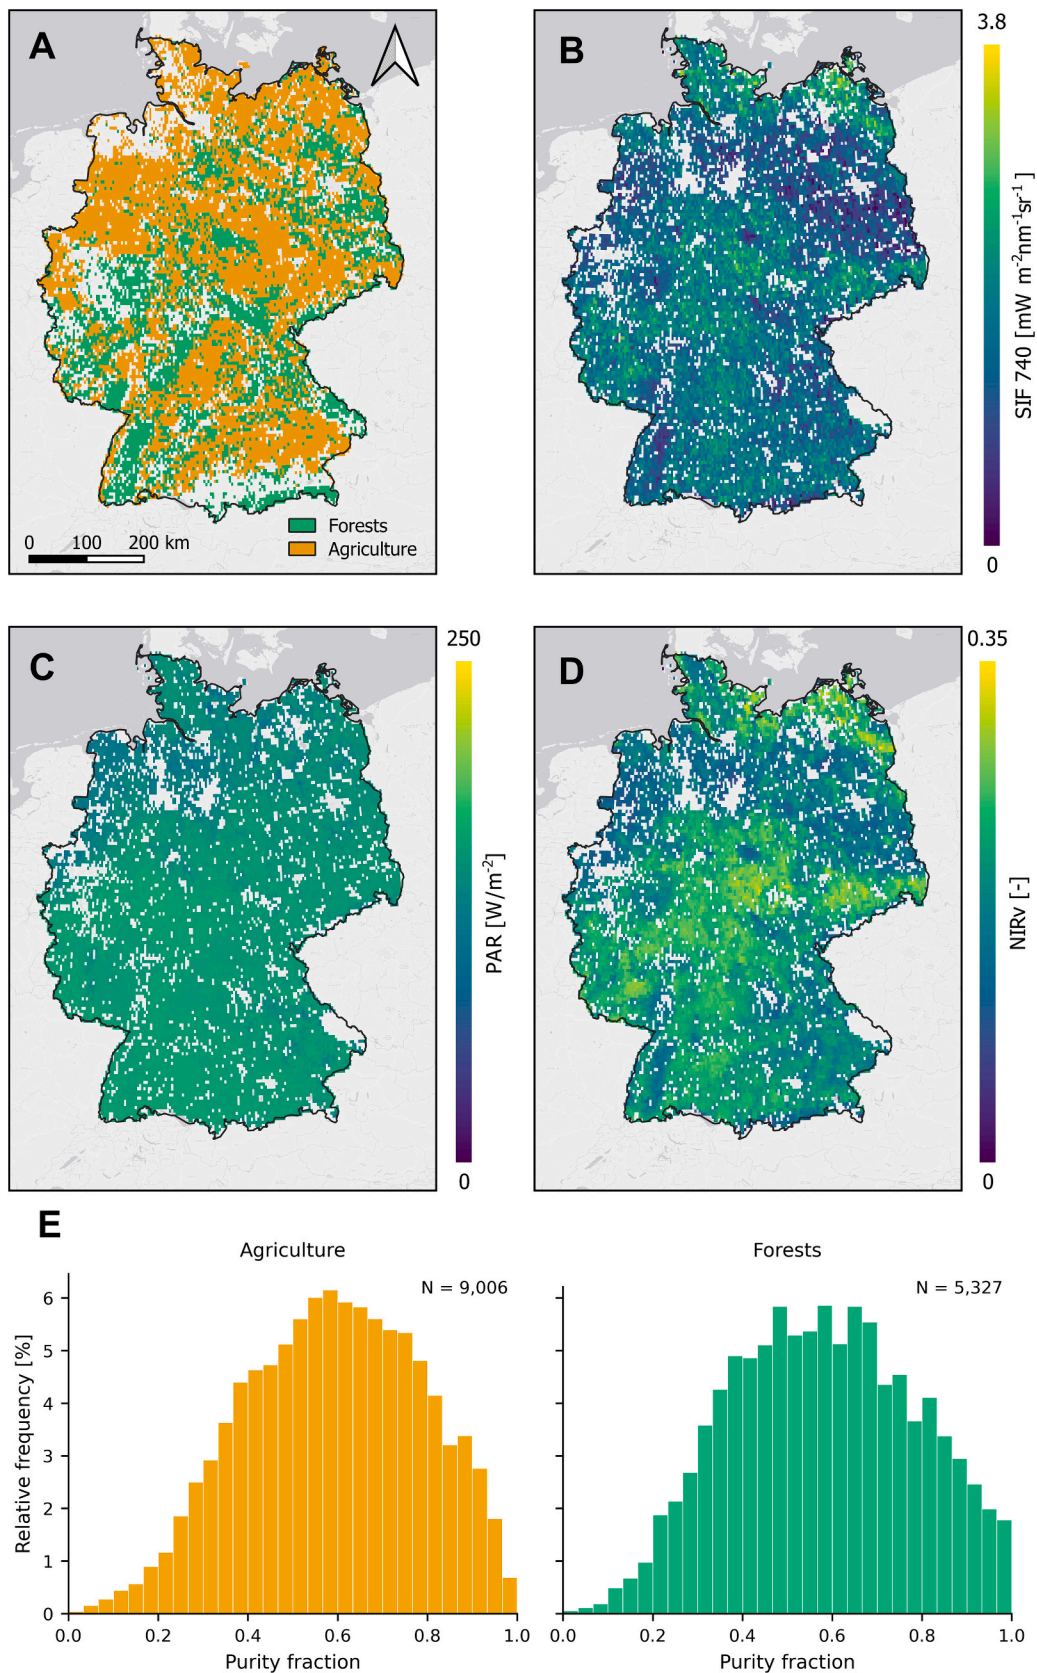 A
Forests
Agriculture
0 100 200 km
B
3.8
SIF 740 [mW m-2nm-1sr-1 ]
0
C
250
PAR [W/m-2]
0
D
0.35
NIRv [-]
0
E
Agriculture
N = 9,006
Relative frequency [%]
6
5
4
3
2
1
0
0.0 0.2 0.4 0.6 0.8 1.0
Purity fraction
Forests
N = 5,327
0.0 0.2 0.4 0.6 0.8 1.0
Purity fraction